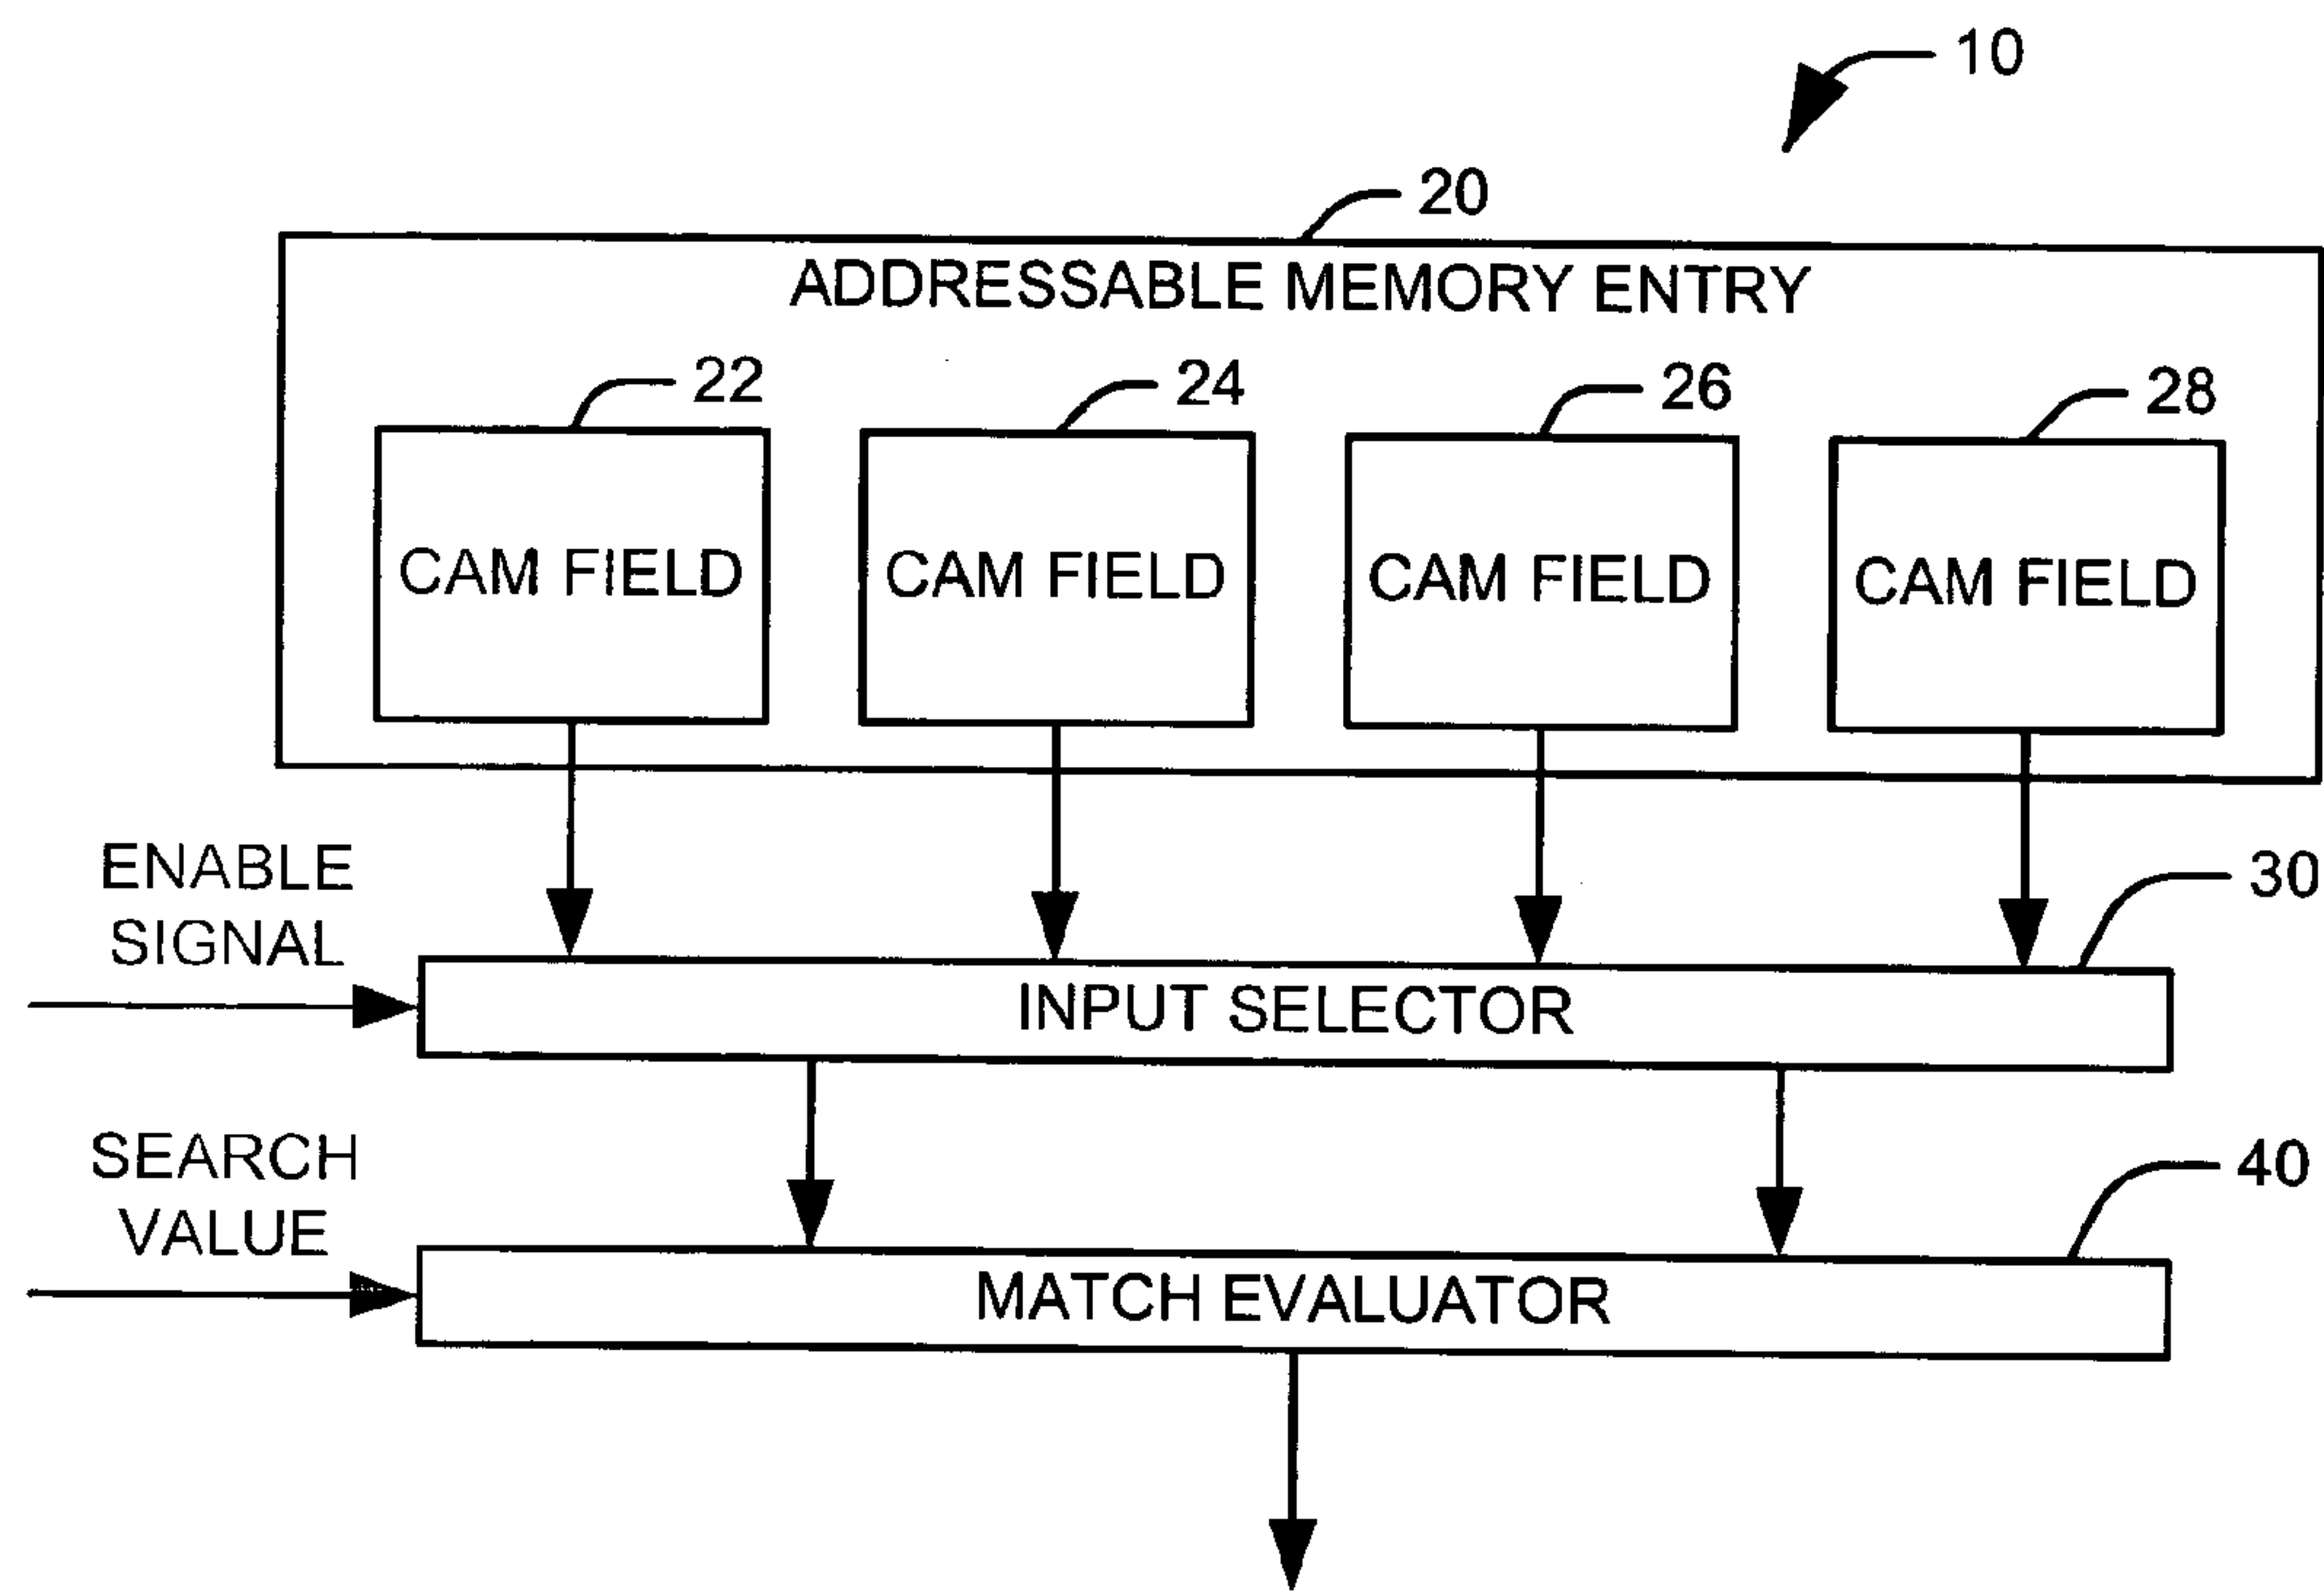 10
20
ADDRESSABLE MEMORY ENTRY
22
24
26
28
CAM FIELD
CAM FIELD
CAM FIELD
CAM FIELD
ENABLE
SIGNAL
30
INPUT SELECTOR
SEARCH
VALUE
40
MATCH EVALUATOR